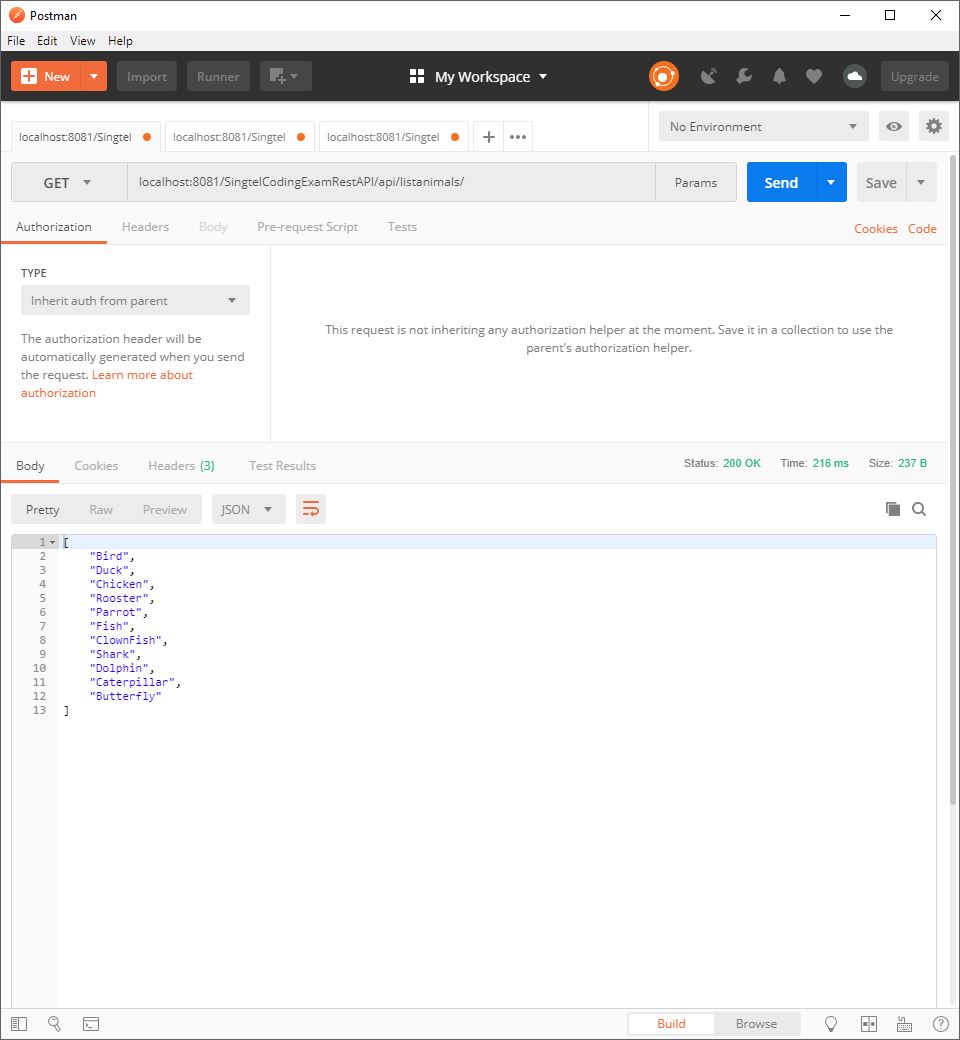 Postman
File Edit View Help
New Import Runner My Workspace Upgrade
localhost:8081/Singtel localhost:8081/Singtel localhost:8081/Singtel + ••• No Environment
GET localhost:8081/SingtelCodingExamRestAPI/api/listanimals/ Params Send Save
Authorization Headers Body Pre-request Script Tests Cookies Code
TYPE
Inherit auth from parent
The authorization header will be
automatically generated when you send
the request. Learn more about
authorization
This request is not inheriting any authorization helper at the moment. Save it in a collection to use the
parent's authorization helper.
Body Cookies Headers (3) Test Results Status: 200 OK Time: 216 ms Size: 237 B
Pretty Raw Preview JSON
1 [
2 "Bird",
3 "Duck",
4 "Chicken",
5 "Rooster",
6 "Parrot",
7 "Fish",
8 "ClownFish",
9 "Shark",
10 "Dolphin",
11 "Caterpillar",
12 "Butterfly"
13 ]
Build Browse